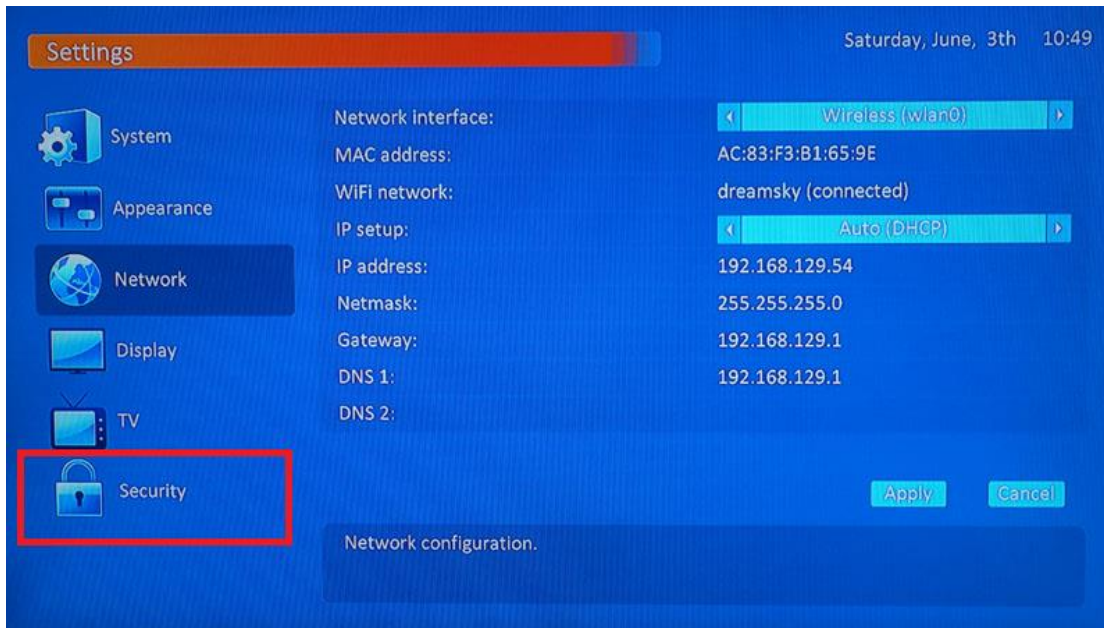 Settings
Saturday, June, 3th 10:49
System
Appearance
Network
Display
TV
Security
Network interface: Wireless (wlan0)
MAC address: AC:83:F3:B1:65:9E
WiFi network: dreamsky (connected)
IP setup: Auto (DHCP)
IP address: 192.168.129.54
Netmask: 255.255.255.0
Gateway: 192.168.129.1
DNS 1: 192.168.129.1
DNS 2:
Apply Cancel
Network configuration.